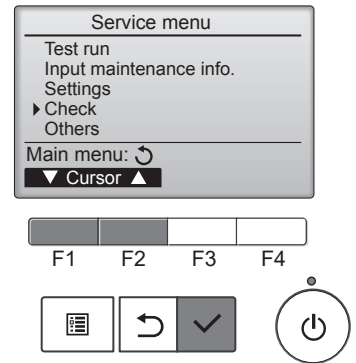 Service menu
Test run
Input maintenance info.
Settings
Check
Others
Main menu:
Cursor
F1 F2 F3 F4